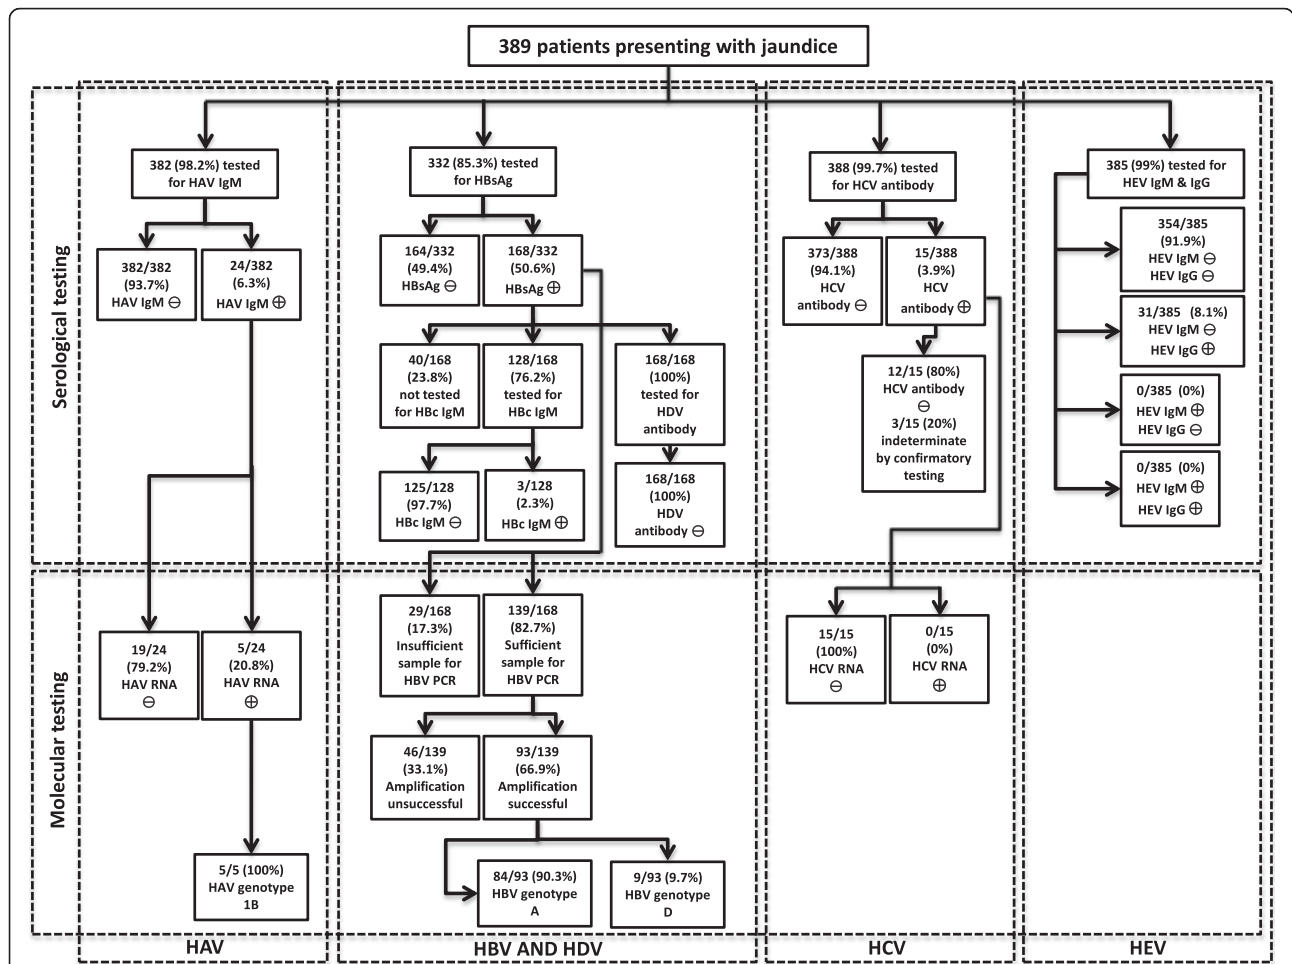 389 patients presenting with jaundice
Serological testing
382 (98.2%) tested
for HAV IgM
382/382
(93.7%)
HAV IgM ⊖
24/382
(6.3%)
HAV IgM ⊕
332 (85.3%) tested
for HBsAg
164/332
(49.4%)
HBsAg ⊖
168/332
(50.6%)
HBsAg ⊕
40/168
(23.8%)
not tested
for HBc IgM
128/168
(76.2%)
tested for
HBc IgM
168/168
(100%)
tested for
HDV
antibody
125/128
(97.7%)
HBc IgM ⊖
3/128
(2.3%)
HBc IgM ⊕
168/168
(100%)
HDV
antibody ⊖
388 (99.7%) tested
for HCV antibody
373/388
(94.1%)
HCV
antibody ⊖
15/388
(3.9%)
HCV
antibody ⊕
12/15 (80%)
HCV antibody
⊖
3/15 (20%)
indeterminate
by confirmatory
testing
385 (99%) tested for
HEV IgM & IgG
354/385
(91.9%)
HEV IgM ⊖
HEV IgG ⊖
31/385 (8.1%)
HEV IgM ⊖
HEV IgG ⊕
0/385 (0%)
HEV IgM ⊕
HEV IgG ⊖
0/385 (0%)
HEV IgM ⊕
HEV IgG ⊕
Molecular testing
19/24
(79.2%)
HAV RNA
⊖
5/24
(20.8%)
HAV RNA
⊕
5/5 (100%)
HAV genotype
1B
29/168
(17.3%)
Insufficient
sample for
HBV PCR
139/168
(82.7%)
Sufficient
sample for
HBV PCR
46/139
(33.1%)
Amplification
unsuccessful
93/139
(66.9%)
Amplification
successful
84/93 (90.3%)
HBV genotype
A
9/93 (9.7%)
HBV genotype
D
15/15
(100%)
HCV RNA
⊖
0/15
(0%)
HCV RNA
⊕
HAV
HBV AND HDV
HCV
HEV